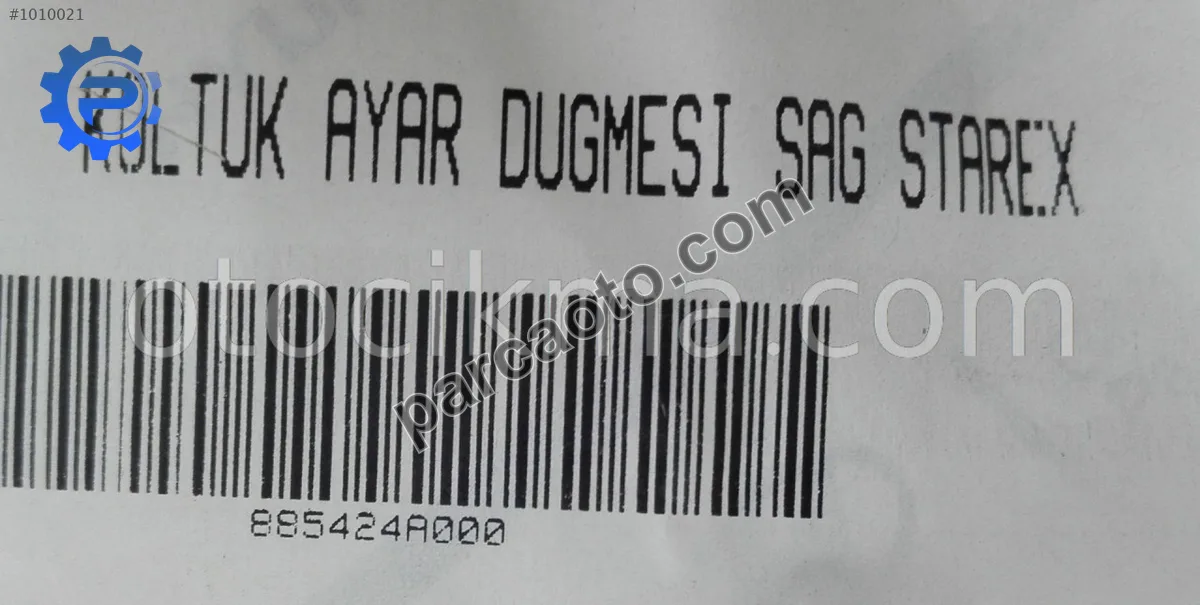 #1010021
KOLTUK AYAR DUGMESI SAG STAREX
otocikma.com
parcaoto.com
885424A000